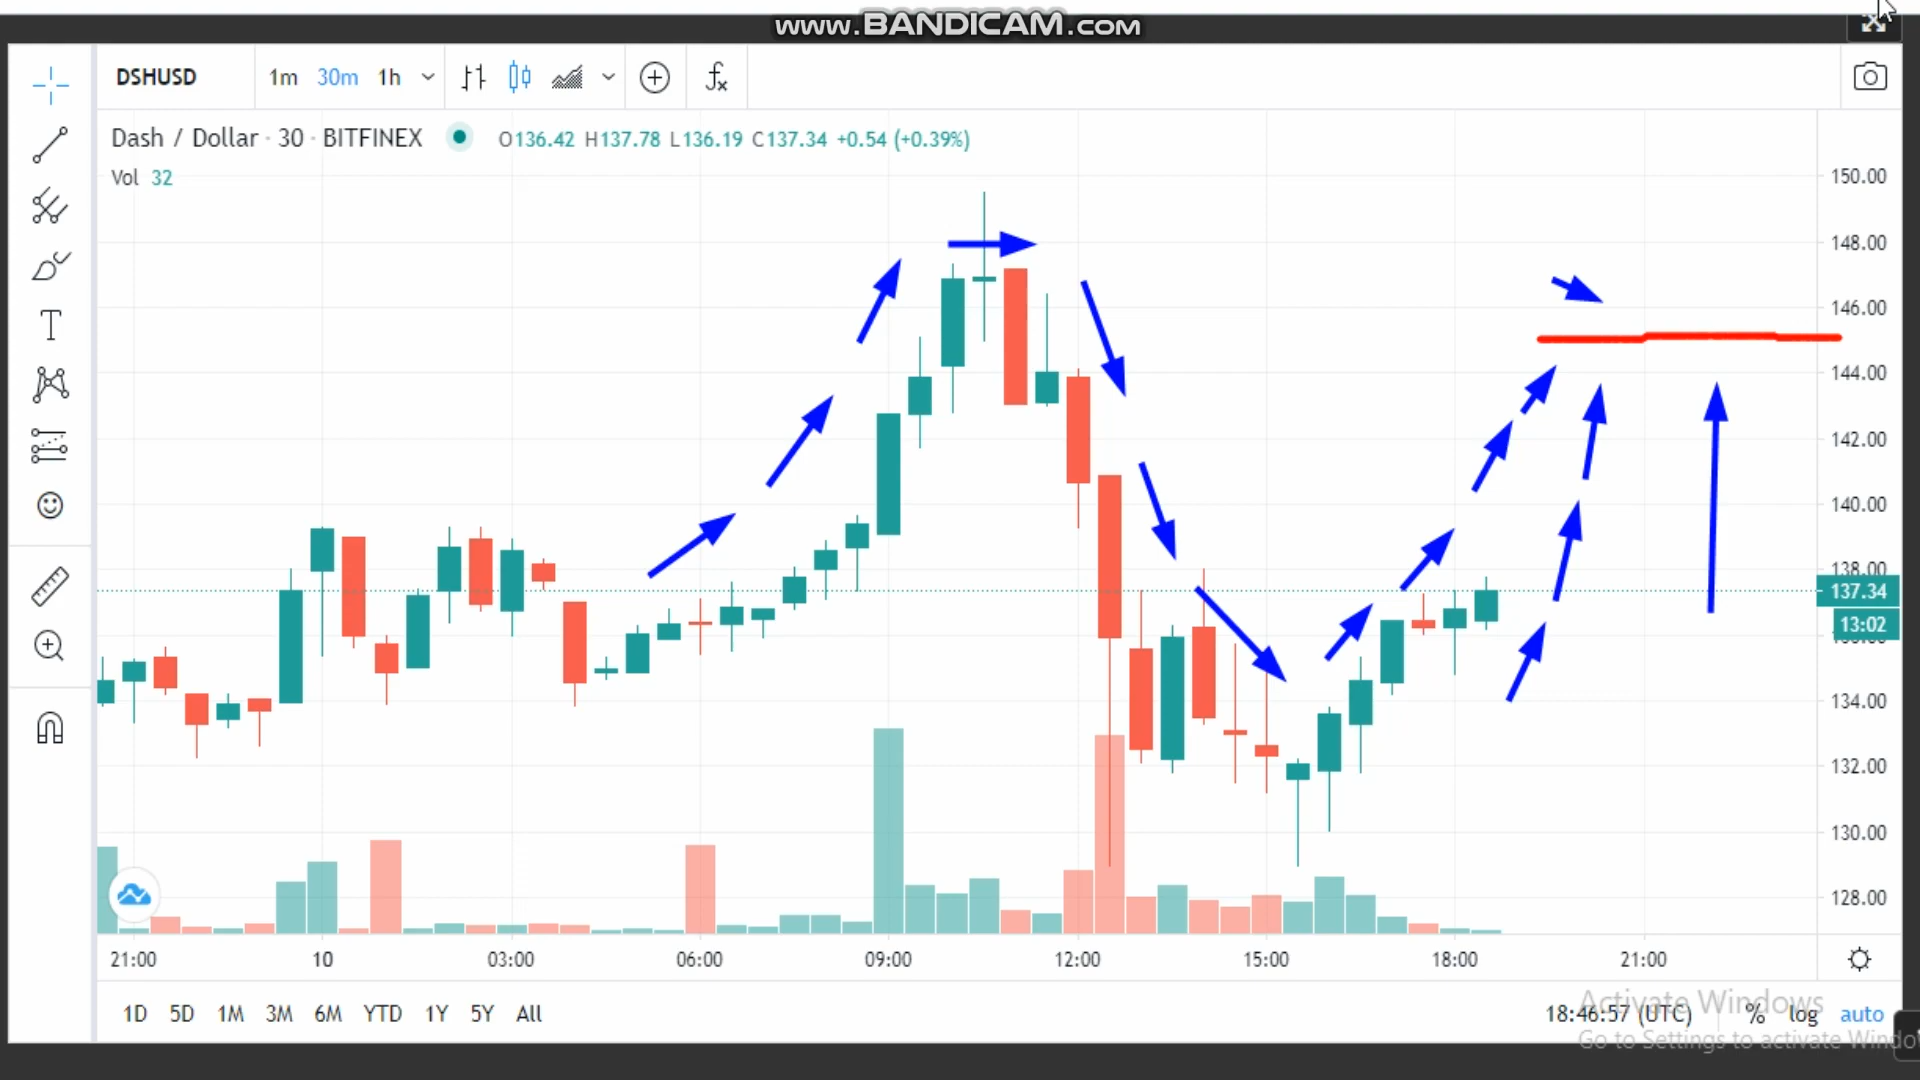 www.BANDICAM.com
DSHUSD 1m 30m 1h
Dash / Dollar · 30 · BITFINEX O136.42 H137.78 L136.19 C137.34 +0.54 (+0.39%)
Vol 32
150.00
148.00
146.00
144.00
142.00
140.00
138.00
137.34
13:02
136.00
134.00
132.00
130.00
128.00
21:00 10 03:00 06:00 09:00 12:00 15:00 18:00 21:00
1D 5D 1M 3M 6M YTD 1Y 5Y All 18:46:57 (UTC) % log auto
Activate Windows
Go to Settings to activate Windo